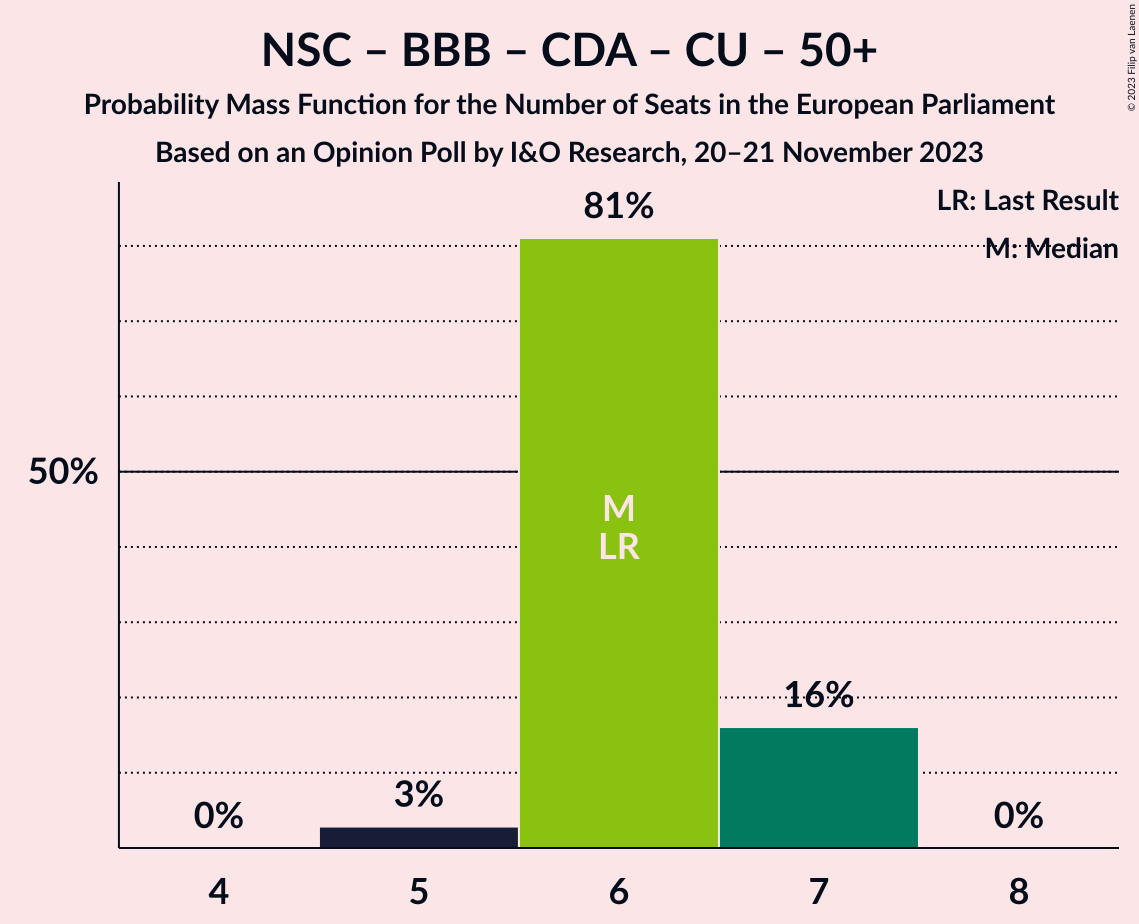 NSC – BBB – CDA – CU – 50+
Probability Mass Function for the Number of Seats in the European Parliament
Based on an Opinion Poll by I&O Research, 20–21 November 2023
© 2023 Filip van Laenen
LR: Last Result
M: Median
81%
50%
M
LR
16%
3%
0%
0%
4 5 6 7 8